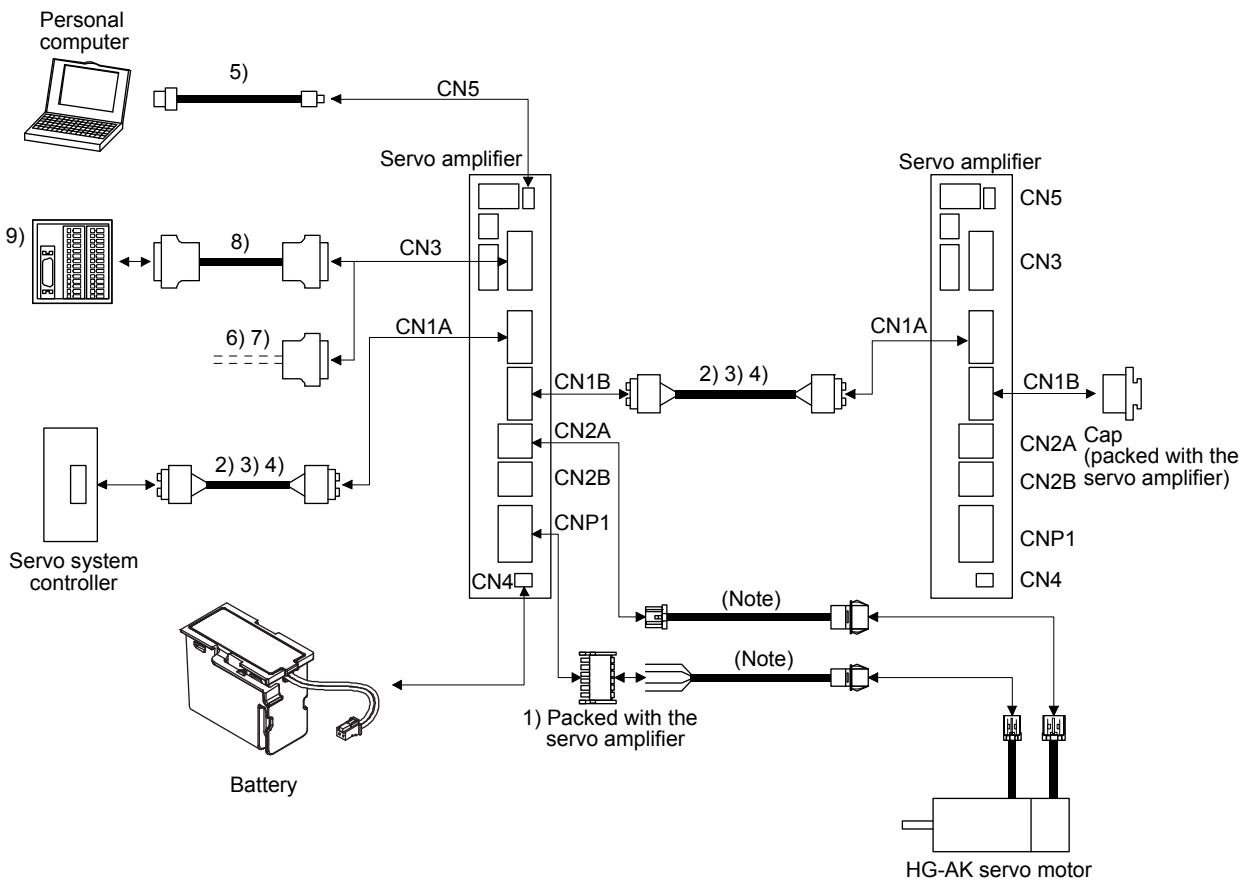 Personal
computer
5)
CN5
Servo amplifier
Servo amplifier
CN5
9)
8)
CN3
CN3
6) 7)
CN1A
CN1A
CN1B
2) 3) 4)
CN1B
CN2A
CN2A
Cap
(packed with the
servo amplifier)
2) 3) 4)
CN2B
CN2B
CNP1
CNP1
Servo system
controller
CN4
CN4
(Note)
(Note)
1) Packed with the
servo amplifier
Battery
HG-AK servo motor